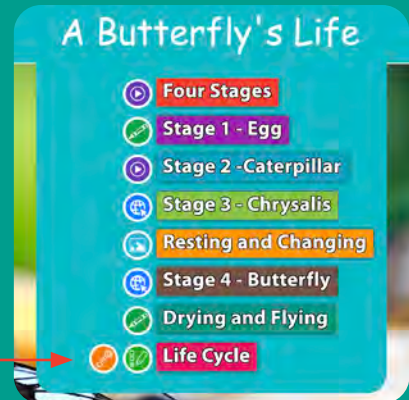 A Butterfly's Life
Four Stages
Stage 1 - Egg
Stage 2 -Caterpillar
Stage 3 - Chrysalis
Resting and Changing
Stage 4 - Butterfly
Drying and Flying
Life Cycle